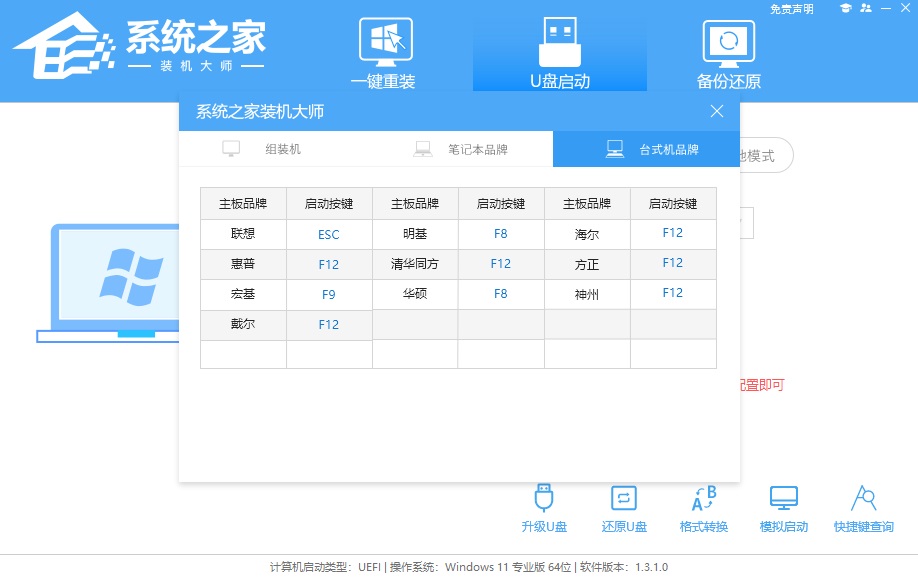 免责声明
系统之家
装机大师
一键重装
U盘启动
备份还原
系统之家装机大师
组装机
笔记本品牌
台式机品牌
模式
主板品牌 启动按键 主板品牌 启动按键 主板品牌 启动按键
联想 ESC 明基 F8 海尔 F12
惠普 F12 清华同方 F12 方正 F12
宏基 F9 华硕 F8 神州 F12
戴尔 F12
配置即可
A B
升级U盘
还原U盘
格式转换
模拟启动
快捷键查询
计算机启动类型：UEFI | 操作系统：Windows 11 专业版 64位 | 软件版本：1.3.1.0